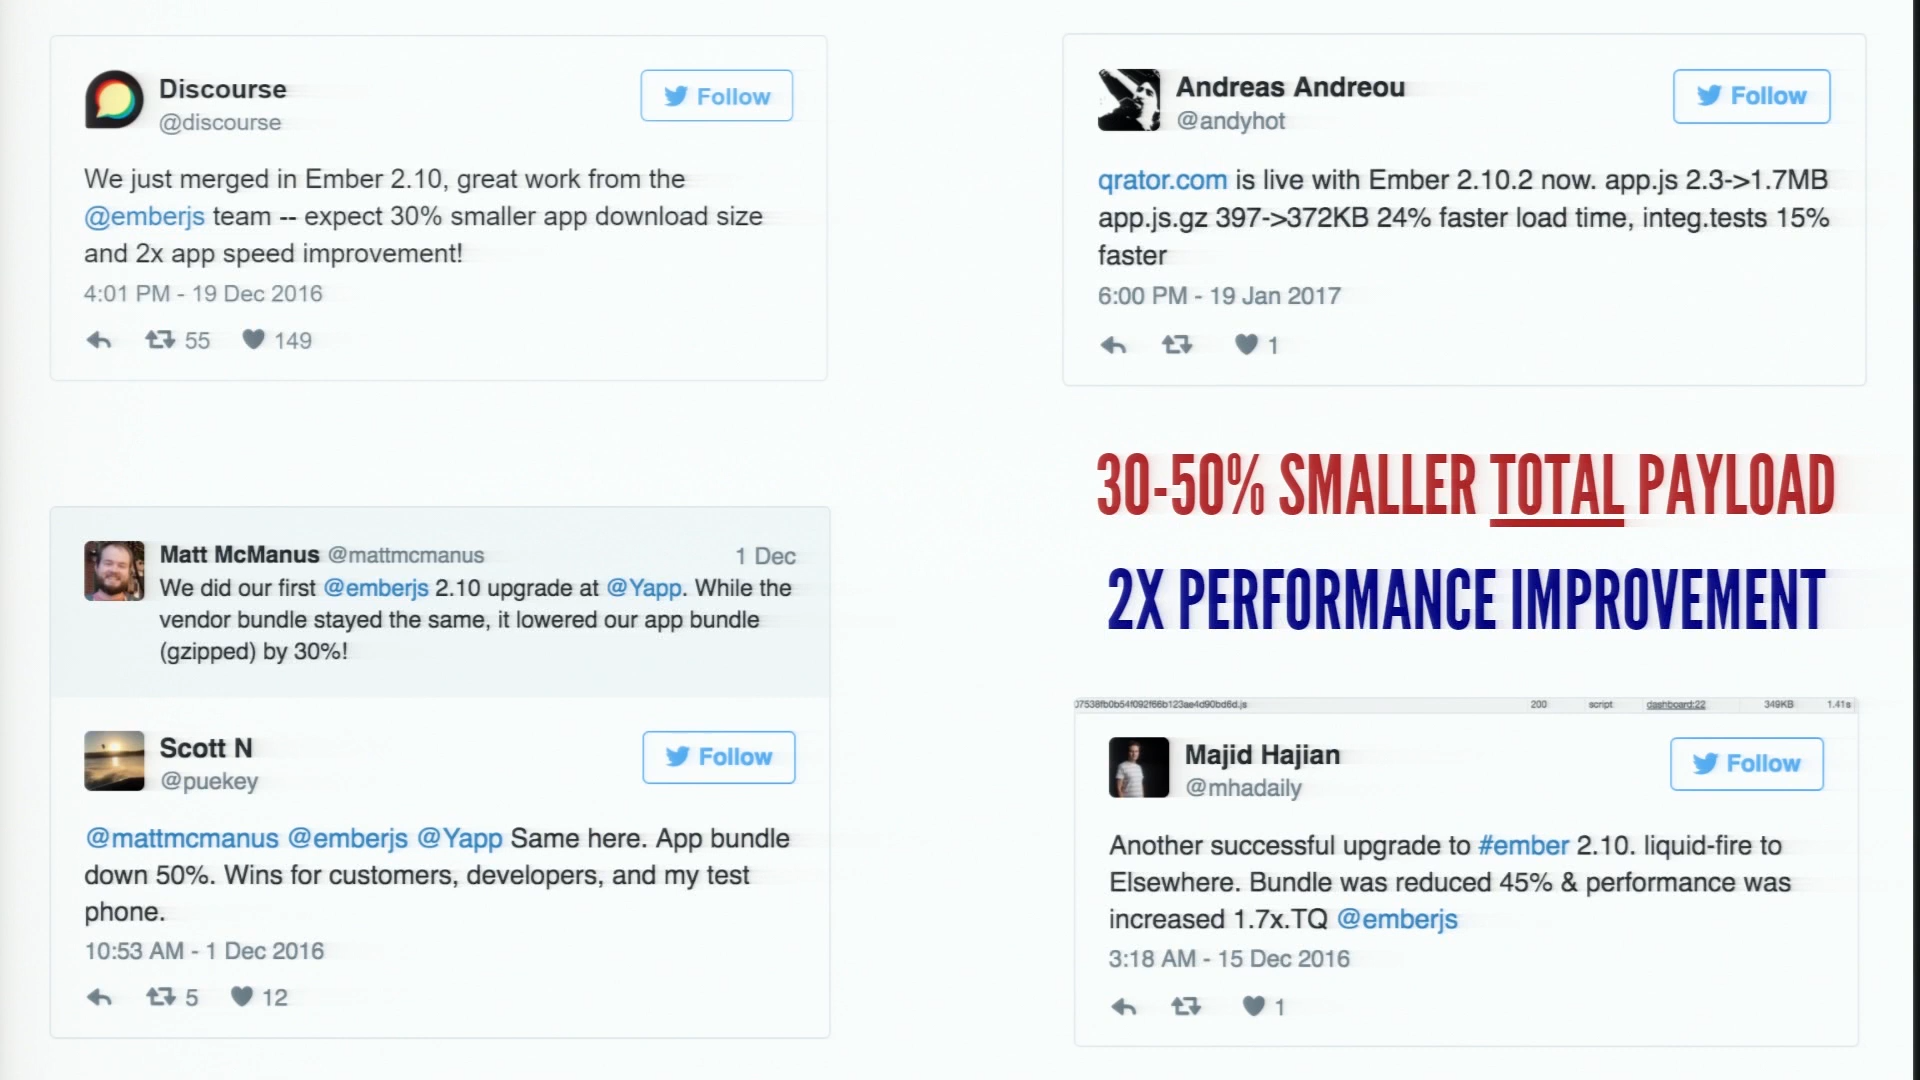 Discourse
@discourse
Follow
We just merged in Ember 2.10, great work from the
@emberjs team -- expect 30% smaller app download size
and 2x app speed improvement!
4:01 PM - 19 Dec 2016
55 149
Andreas Andreou
@andyhot
Follow
qrator.com is live with Ember 2.10.2 now. app.js 2.3->1.7MB
app.js.gz 397->372KB 24% faster load time, integ.tests 15%
faster
6:00 PM - 19 Jan 2017
1
30-50% SMALLER TOTAL PAYLOAD
2X PERFORMANCE IMPROVEMENT
Matt McManus @mattmcmanus 1 Dec
We did our first @emberjs 2.10 upgrade at @Yapp. While the
vendor bundle stayed the same, it lowered our app bundle
(gzipped) by 30%!
Scott N
@puekey
Follow
@mattmcmanus @emberjs @Yapp Same here. App bundle
down 50%. Wins for customers, developers, and my test
phone.
10:53 AM - 1 Dec 2016
5 12
200 script dashboard:22 349KB 1.41s
Majid Hajian
@mhadaily
Follow
Another successful upgrade to #ember 2.10. liquid-fire to
Elsewhere. Bundle was reduced 45% & performance was
increased 1.7x.TQ @emberjs
3:18 AM - 15 Dec 2016
1